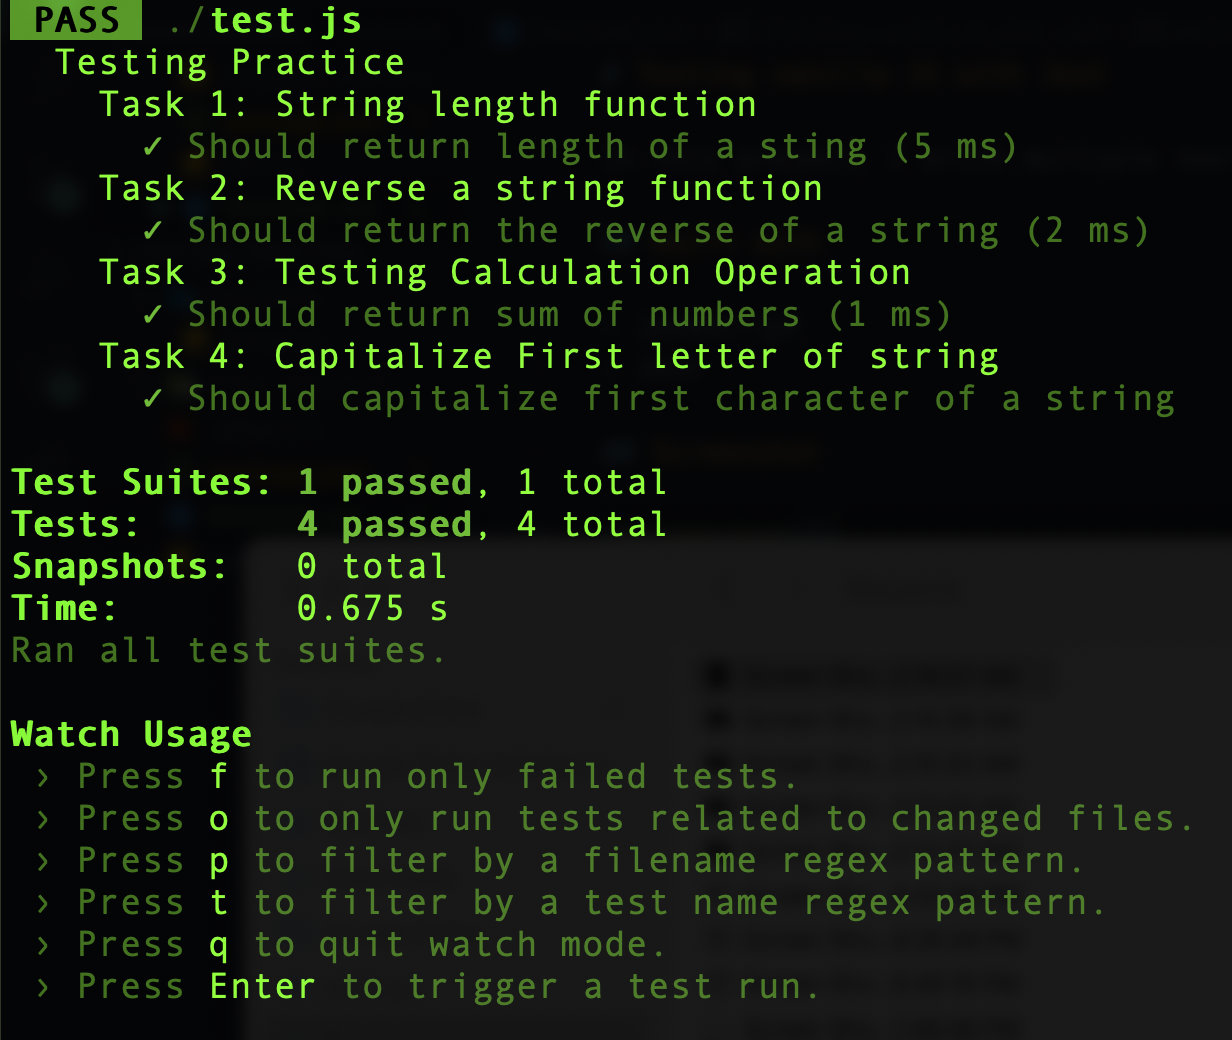 PASS ./test.js
Testing Practice
Task 1: String length function
✓ Should return length of a sting (5 ms)
Task 2: Reverse a string function
✓ Should return the reverse of a string (2 ms)
Task 3: Testing Calculation Operation
✓ Should return sum of numbers (1 ms)
Task 4: Capitalize First letter of string
✓ Should capitalize first character of a string
Test Suites: 1 passed, 1 total
Tests: 4 passed, 4 total
Snapshots: 0 total
Time: 0.675 s
Ran all test suites.
Watch Usage
› Press f to run only failed tests.
› Press o to only run tests related to changed files.
› Press p to filter by a filename regex pattern.
› Press t to filter by a test name regex pattern.
› Press q to quit watch mode.
› Press Enter to trigger a test run.